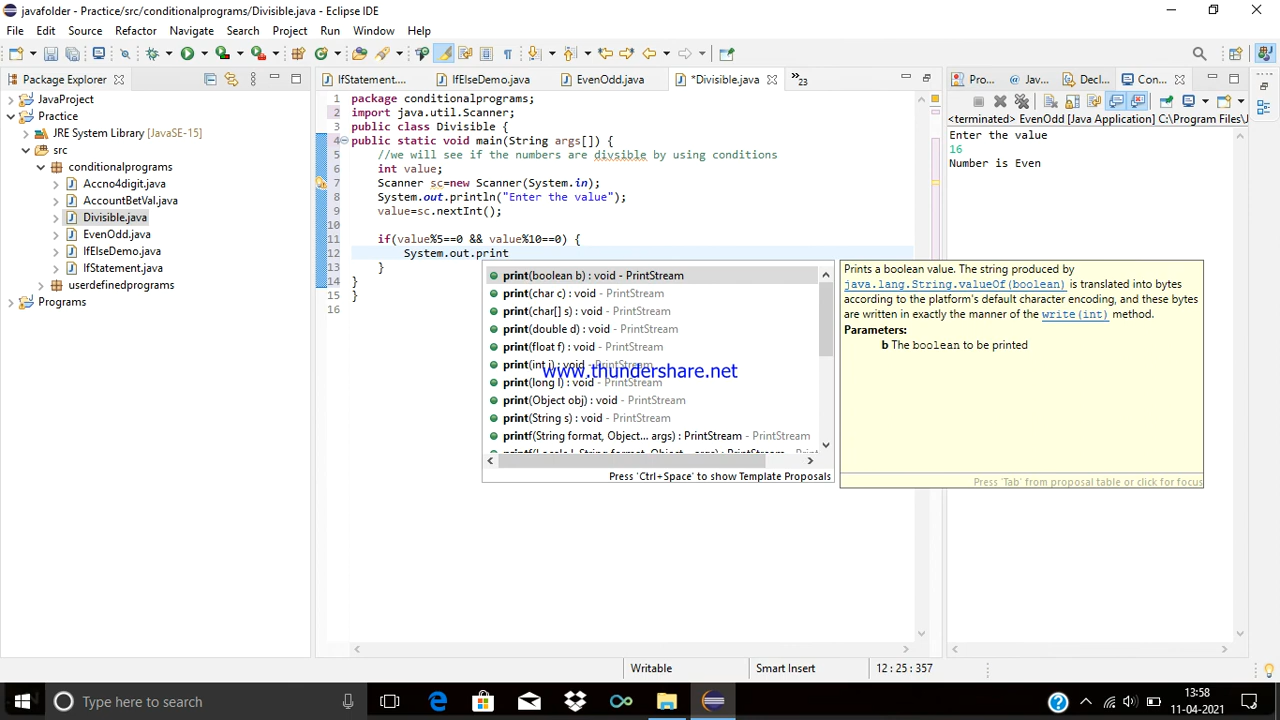 javafolder - Practice/src/conditionalprograms/Divisible.java - Eclipse IDE
File Edit Source Refactor Navigate Search Project Run Window Help
Package Explorer
JavaProject
Practice
JRE System Library [JavaSE-15]
src
conditionalprograms
Accno4digit.java
AccountBetVal.java
Divisible.java
EvenOdd.java
IfElseDemo.java
IfStatement.java
userdefinedprograms
Programs
IfStatement.... IfElseDemo.java EvenOdd.java *Divisible.java 23
1 package conditionalprograms;
2 import java.util.Scanner;
3 public class Divisible {
4 public static void main(String args[]) {
5 //we will see if the numbers are divsible by using conditions
6 int value;
7 Scanner sc=new Scanner(System.in);
8 System.out.println("Enter the value");
9 value=sc.nextInt();
10
11 if(value%5==0 && value%10==0) {
12 System.out.print
13 }
14 }
15 }
16
print(boolean b) : void - PrintStream
print(char c) : void - PrintStream
print(char[] s) : void - PrintStream
print(double d) : void - PrintStream
print(float f) : void - PrintStream
print(int i) : void - PrintStream
www.thundershare.net
print(long l) : void - PrintStream
print(Object obj) : void - PrintStream
print(String s) : void - PrintStream
printf(String format, Object... args) : PrintStream - PrintStream
Press 'Ctrl+Space' to show Template Proposals
Prints a boolean value. The string produced by
java.lang.String.valueOf(boolean) is translated into bytes
according to the platform's default character encoding, and these bytes
are written in exactly the manner of the write(int) method.
Parameters:
b The boolean to be printed
Press 'Tab' from proposal table or click for focus
Pro... Jav... Decl... Con...
<terminated> EvenOdd [Java Application] C:\Program Files\J
Enter the value
16
Number is Even
Writable Smart Insert 12 : 25 : 357
Type here to search
13:58
11-04-2021